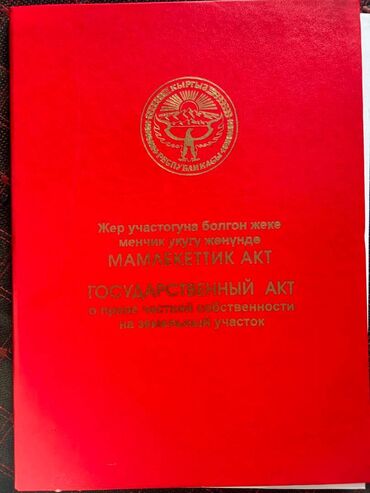 КЫРГЫЗ
РЕСПУБЛИКАСЫ
Жер участогуна болгон жеке
менчик укугу жөнүндө
МАМЛЕКЕТТИК АКТ
ГОСУДАРСТВЕННЫЙ АКТ
о праве частной собственности
на земельный участок